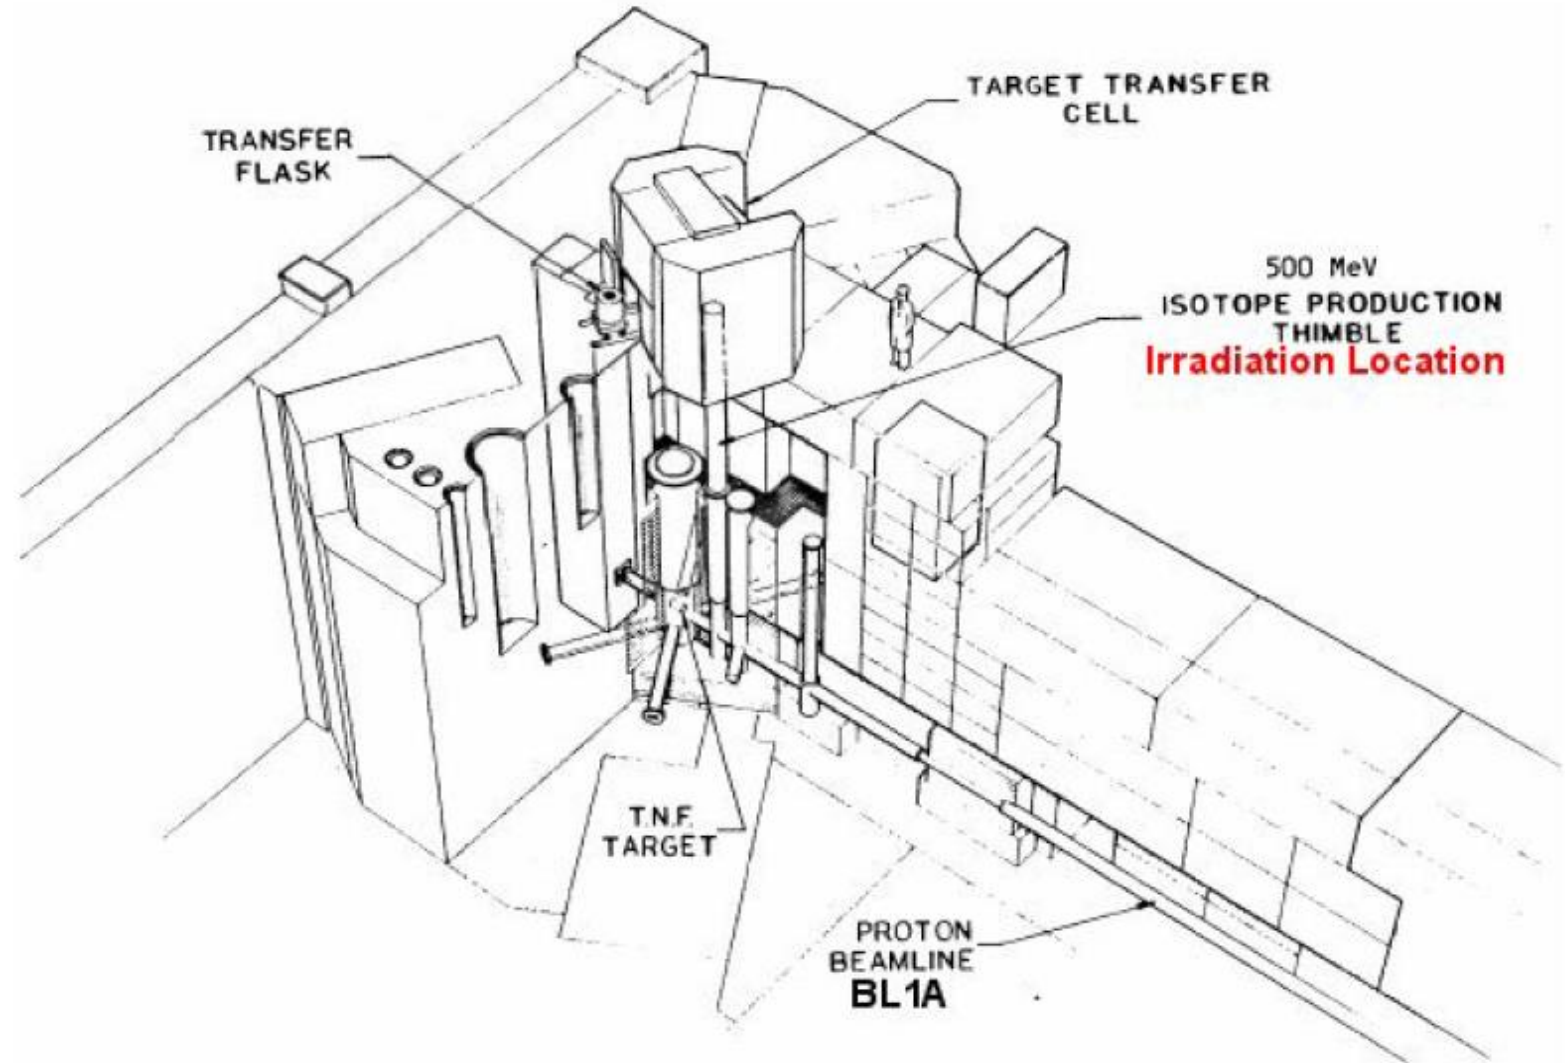 TARGET TRANSFER
CELL
TRANSFER
FLASK
500 MeV
ISOTOPE PRODUCTION
THIMBLE
Irradiation Location
T.N.F.
TARGET
PROTON
BEAMLINE
BL1A